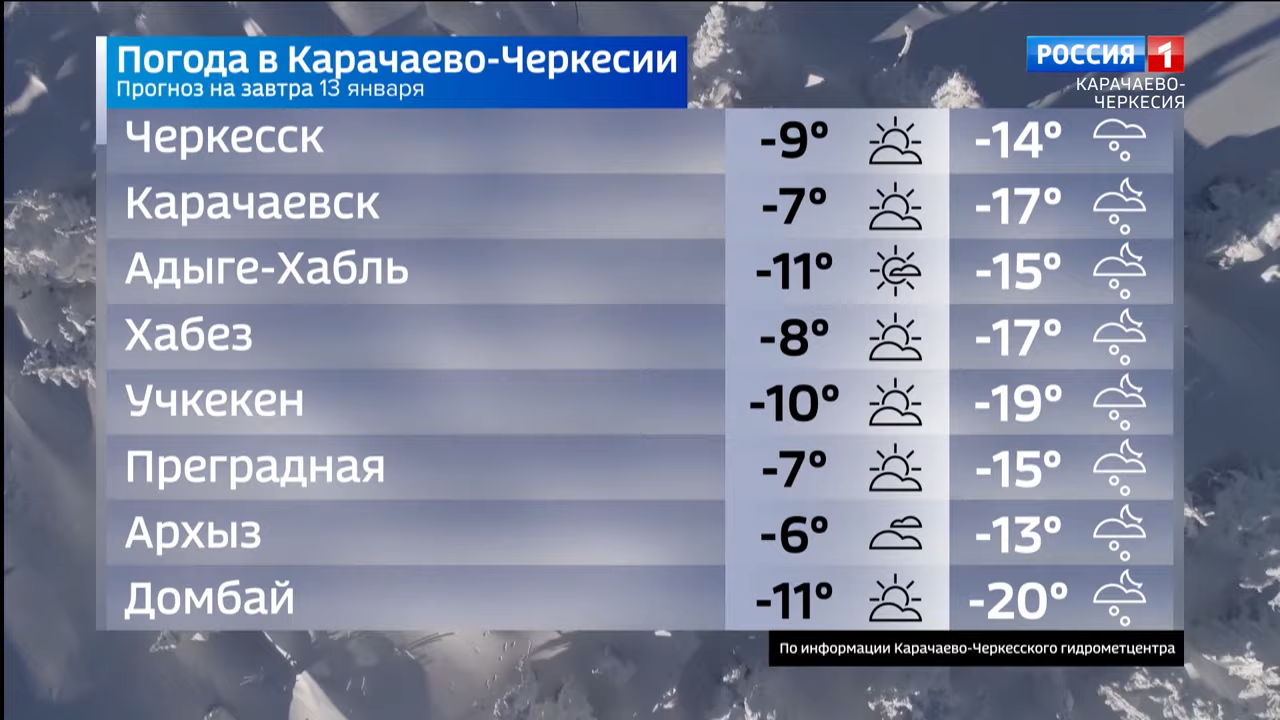 Погода в Карачаево-Черкесии
Прогноз на завтра 13 января
РОССИЯ 1
КАРАЧАЕВО-
ЧЕРКЕСИЯ
Черкесск -9° -14°
Карачаевск -7° -17°
Адыге-Хабль -11° -15°
Хабез -8° -17°
Учкекен -10° -19°
Преградная -7° -15°
Архыз -6° -13°
Домбай -11° -20°
По информации Карачаево-Черкесского гидрометцентра